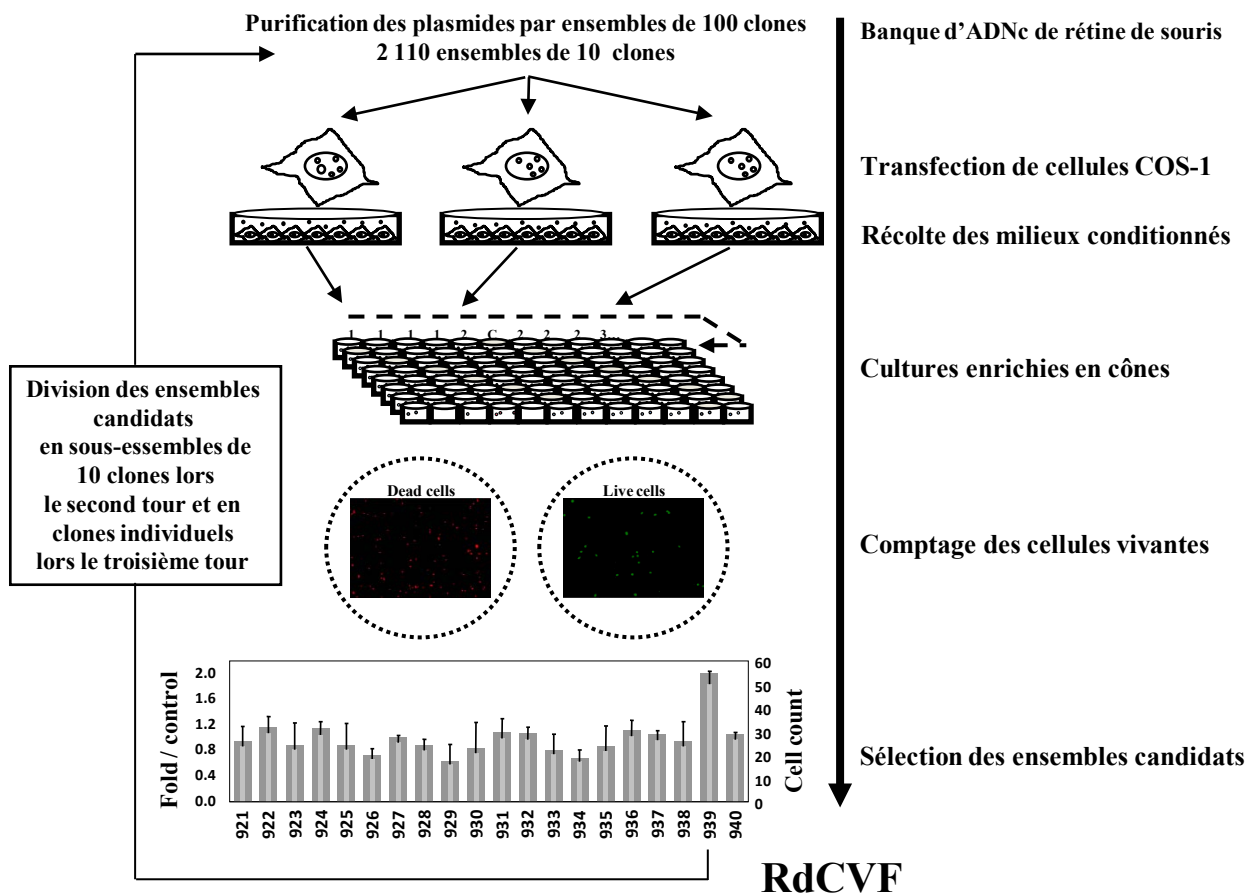 Purification des plasmides par ensembles de 100 clones
2 110 ensembles de 10 clones
Banque d’ADNc de rétine de souris
Transfection de cellules COS-1
Récolte des milieux conditionnés
1 1 1 1 2 C 2 2 2 3...
Cultures enrichies en cônes
Division des ensembles
candidats
en sous-essembles de
10 clones lors
le second tour et en
clones individuels
lors le troisième tour
Dead cells
Live cells
Comptage des cellules vivantes
Fold / control
2.0
1.6
1.2
0.8
0.4
0.0
60
50
40
30
20
10
0
Cell count
Sélection des ensembles candidats
921
922
923
924
925
926
927
928
929
930
931
932
933
934
935
936
937
938
939
940
RdCVF